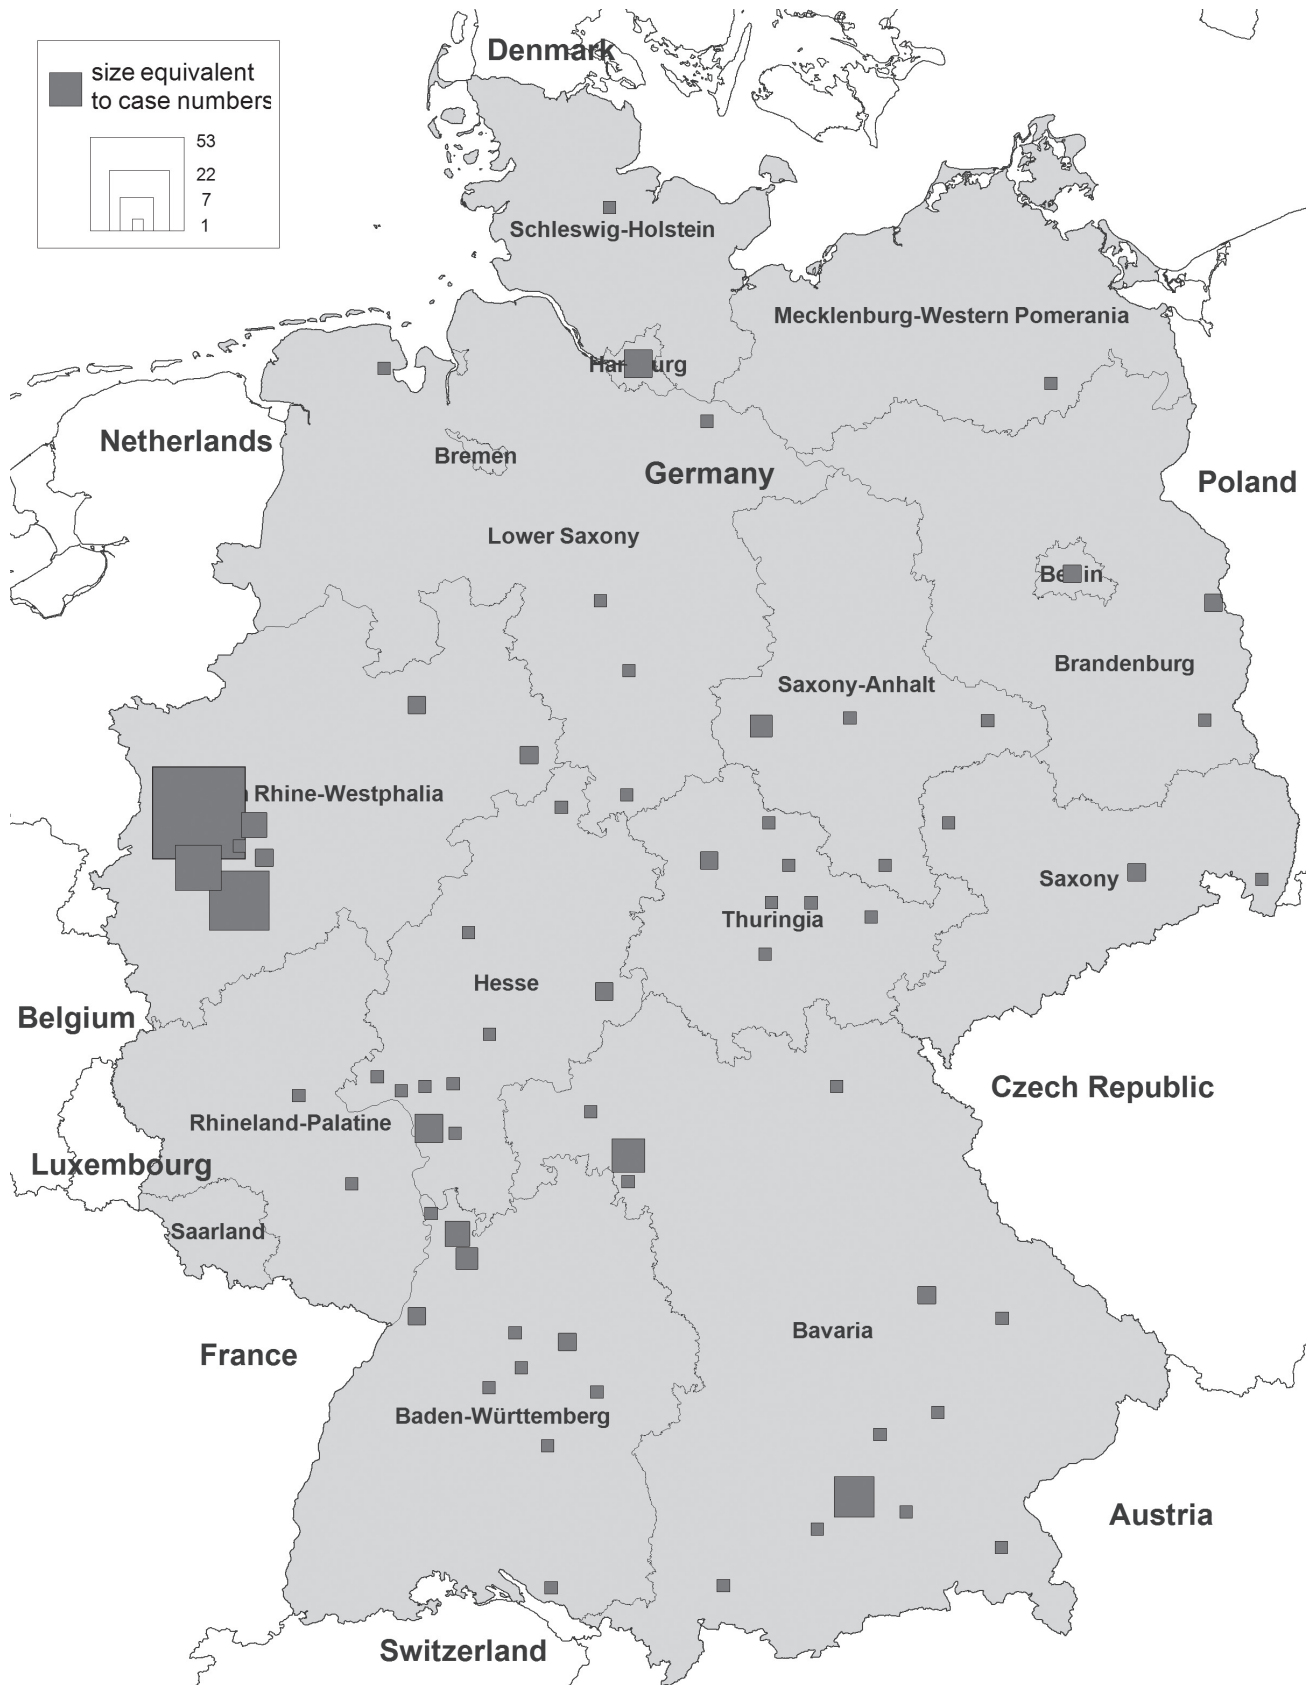 Denmark
size equivalent
to case numbers
53
22
7
1
Schleswig-Holstein
Mecklenburg-Western Pomerania
Netherlands
Bremen
Germany
Poland
Lower Saxony
Brandenburg
Saxony-Anhalt
Rhine-Westphalia
Saxony
Thuringia
Hesse
Belgium
Czech Republic
Rhineland-Palatine
Luxembourg
Saarland
Bavaria
France
Baden-Württemberg
Austria
Switzerland